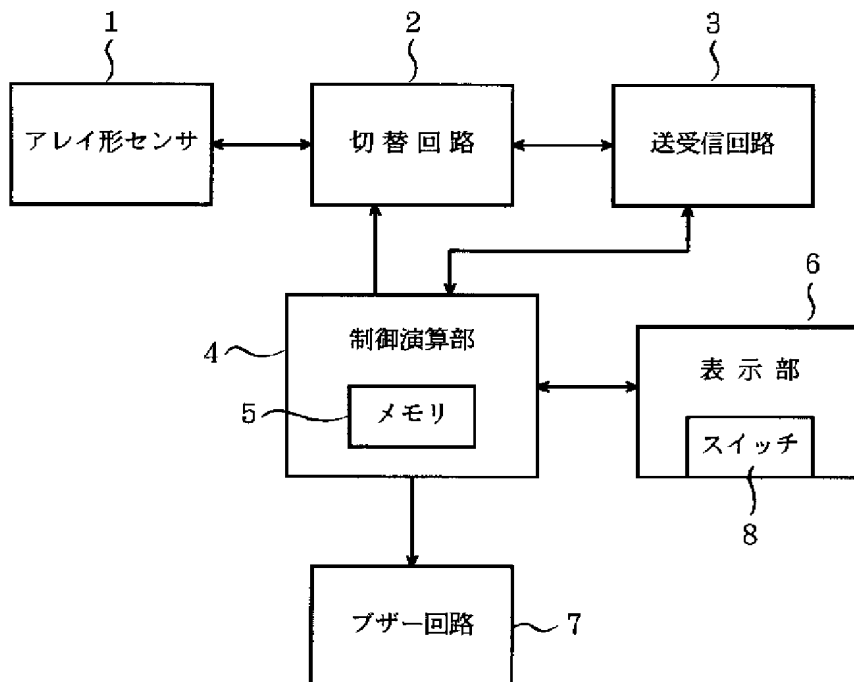 1
2
3
アレイ形センサ
切替回路
送受信回路
4
制御演算部
5
メモリ
6
表示部
スイッチ
8
ブザー回路
7